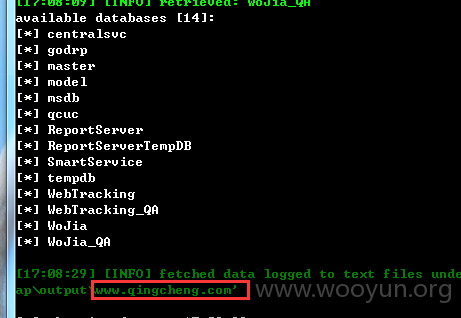 [17:08:09] [INFO] retrieved: WoJia_QA
available databases [14]:
[*] centralsvc
[*] godrp
[*] master
[*] model
[*] msdb
[*] qcuc
[*] ReportServer
[*] ReportServerTempDB
[*] SmartService
[*] tempdb
[*] WebTracking
[*] WebTracking_QA
[*] WoJia
[*] WoJia_QA
[17:08:29] [INFO] fetched data logged to text files unde
ap\output\www.qingcheng.com'
www.wooyun.org